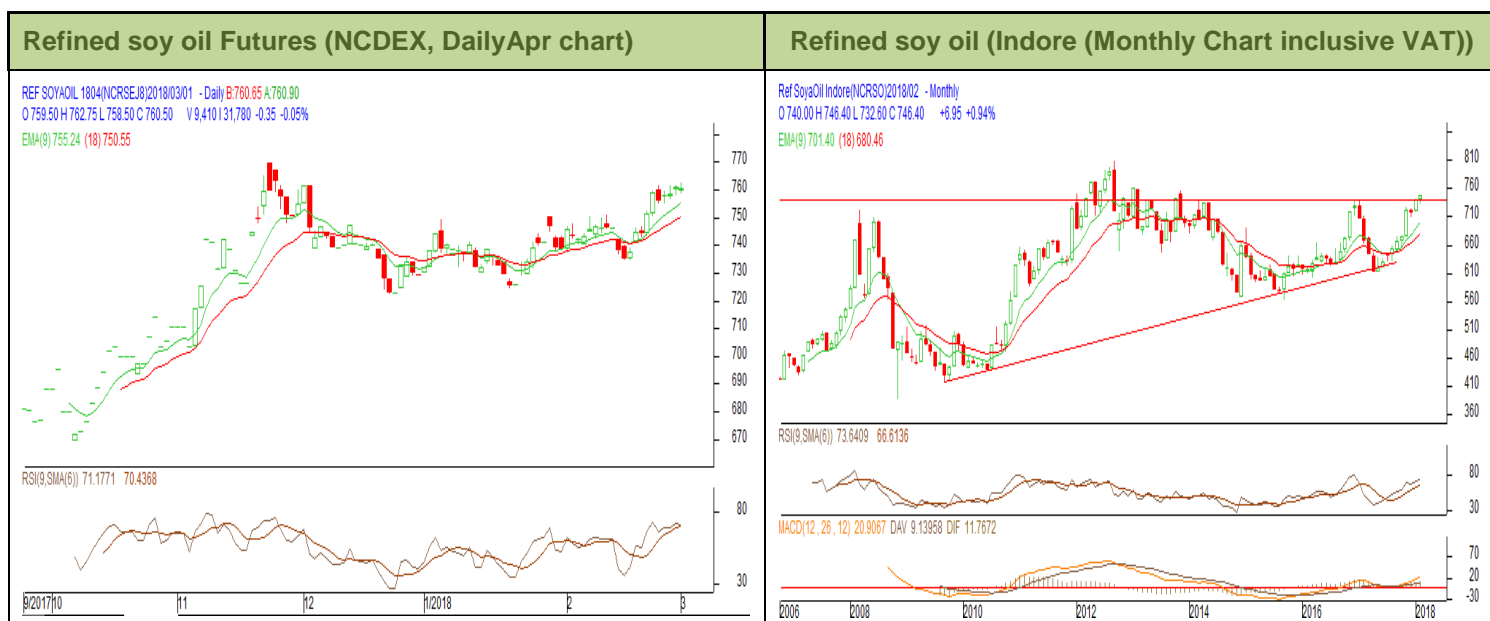 Refined soy oil Futures (NCDEX, DailyApr chart)
REF SOYAOIL 1804(NCRSEJ8)2018/03/01 - Daily B:760.65 A:760.90
O 759.50 H 762.75 L 758.50 C 760.50 V 9,410 I 31,780 -0.35 -0.05%
EMA(9) 755.24 (18) 750.55
770
760
750
740
730
720
710
700
690
680
670
RSI(9,SMA(6)) 71.1771 70.4368
80
30
9/2017 10 11 12 1/2018 2 3
Refined soy oil (Indore (Monthly Chart inclusive VAT))
Ref SoyaOil Indore(NCRSO)2018/02 - Monthly
O 740.00 H 746.40 L 732.60 C 746.40 +6.95 +0.94%
EMA(9) 701.40 (18) 680.46
810
760
710
660
610
560
510
460
410
360
RSI(9,SMA(6)) 73.6409 66.6136
80
30
MACD(12, 26, 12) 20.9067 DAV 9.13958 DIF 11.7672
70
20
-30
2006 2008 2010 2012 2014 2016 2018